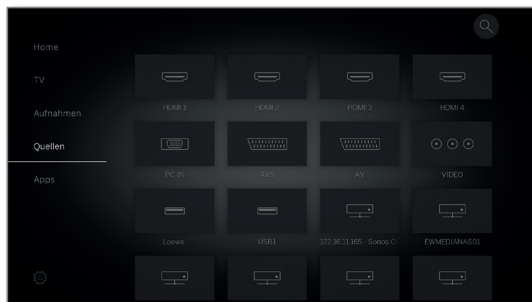 Home
TV
Aufnahmen
Quellen
Apps
HDMI 1
HDMI 2
HDMI 3
HDMI 4
PC IN
AVS
AV
VIDEO
Loewe
USB1
172.16.11.165 - Sonos C
EWMEDIANAS01